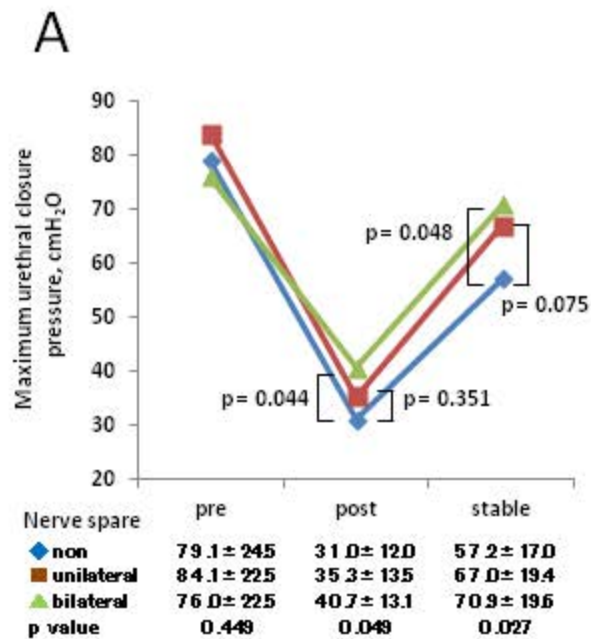 A
Maximum urethral closure
pressure, cmH₂O
90
80
70
60
50
40
30
20
p= 0.048
p= 0.075
p= 0.044
p= 0.351
pre post stable
Nerve spare
non 79.1± 24.5 31.0± 12.0 57.2± 17.0
unilateral 84.1± 22.5 35.3± 13.5 67.0± 19.4
bilateral 76.0± 22.5 40.7± 13.1 70.9± 19.6
p value 0.449 0.049 0.027